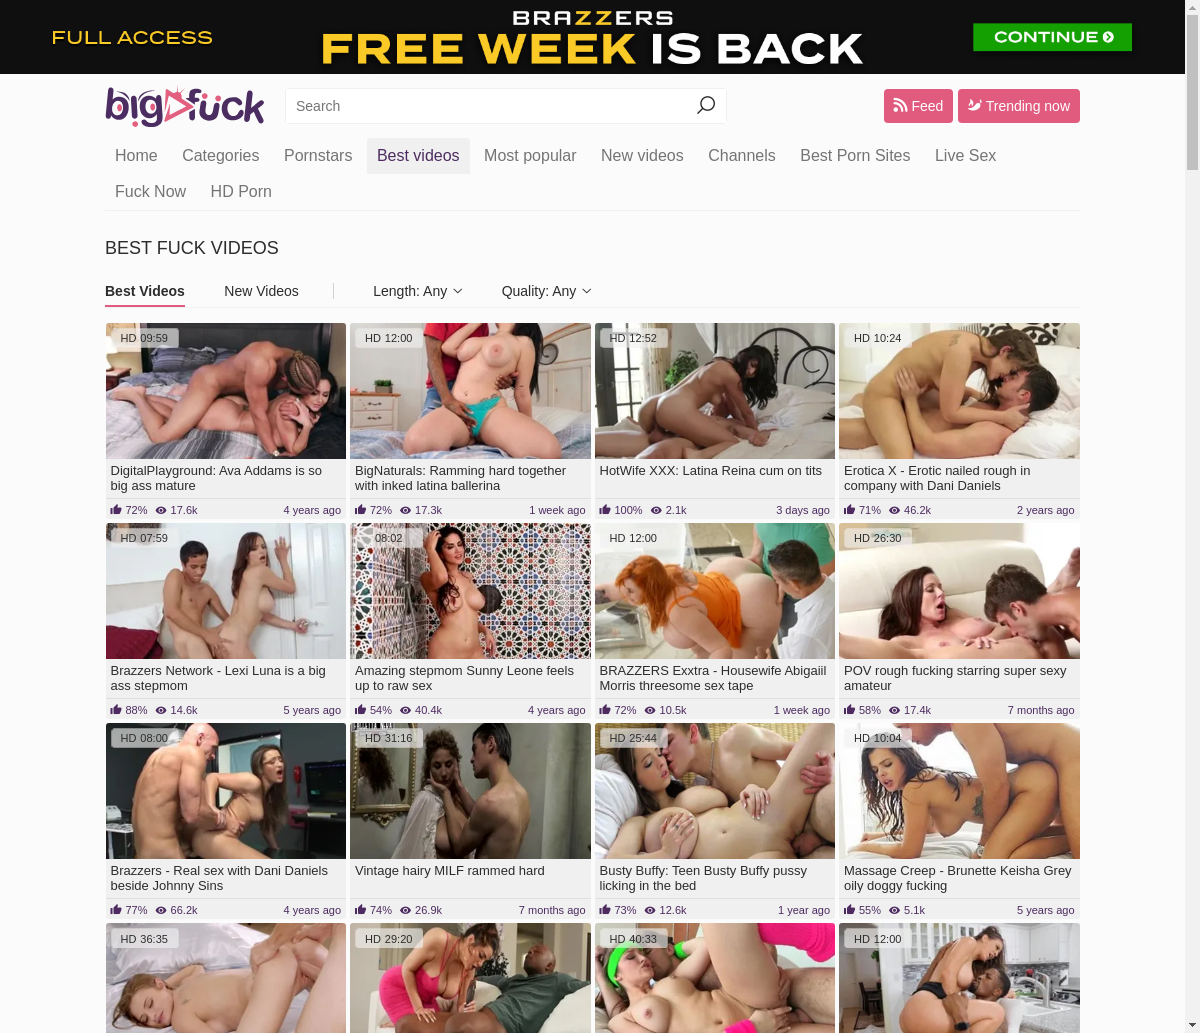 FULL ACCESS
BRAZZERS
FREE WEEK IS BACK
CONTINUE
bigfuck
Search
Feed
Trending now
Home
Categories
Pornstars
Best videos
Most popular
New videos
Channels
Best Porn Sites
Live Sex
Fuck Now
HD Porn
BEST FUCK VIDEOS
Best Videos
New Videos
Length: Any
Quality: Any
HD 09:59
DigitalPlayground: Ava Addams is so
big ass mature
72% 17.6k 4 years ago
HD 12:00
BigNaturals: Ramming hard together
with inked latina ballerina
72% 17.3k 1 week ago
HD 12:52
HotWife XXX: Latina Reina cum on tits
100% 2.1k 3 days ago
HD 10:24
Erotica X - Erotic nailed rough in
company with Dani Daniels
71% 46.2k 2 years ago
HD 07:59
Brazzers Network - Lexi Luna is a big
ass stepmom
88% 14.6k 5 years ago
08:02
Amazing stepmom Sunny Leone feels
up to raw sex
54% 40.4k 4 years ago
HD 12:00
BRAZZERS Exxtra - Housewife Abigaiil
Morris threesome sex tape
72% 10.5k 1 week ago
HD 26:30
POV rough fucking starring super sexy
amateur
58% 17.4k 7 months ago
HD 08:00
Brazzers - Real sex with Dani Daniels
beside Johnny Sins
77% 66.2k 4 years ago
HD 31:16
Vintage hairy MILF rammed hard
74% 26.9k 7 months ago
HD 25:44
Busty Buffy: Teen Busty Buffy pussy
licking in the bed
73% 12.6k 1 year ago
HD 10:04
Massage Creep - Brunette Keisha Grey
oily doggy fucking
55% 5.1k 5 years ago
HD 36:35
HD 29:20
HD 40:33
HD 12:00